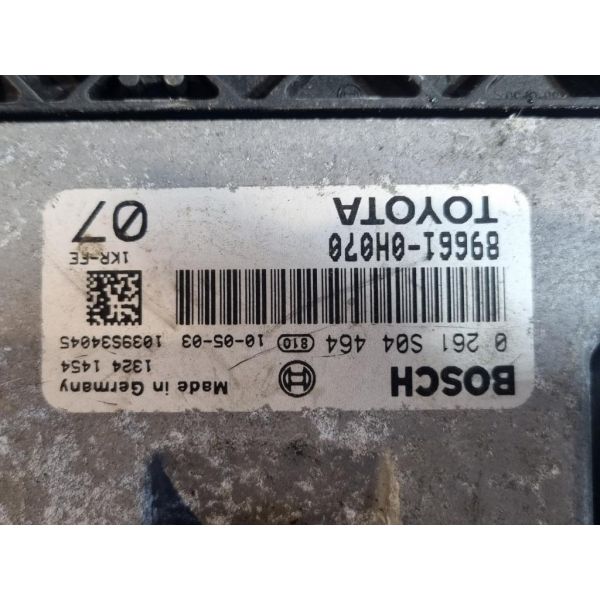 BOSCH
Made in Germany
1324 1454
0 261 S04 464 810 10-05-03 1039S34045
89661-0H070
1KR-FE
TOYOTA
07